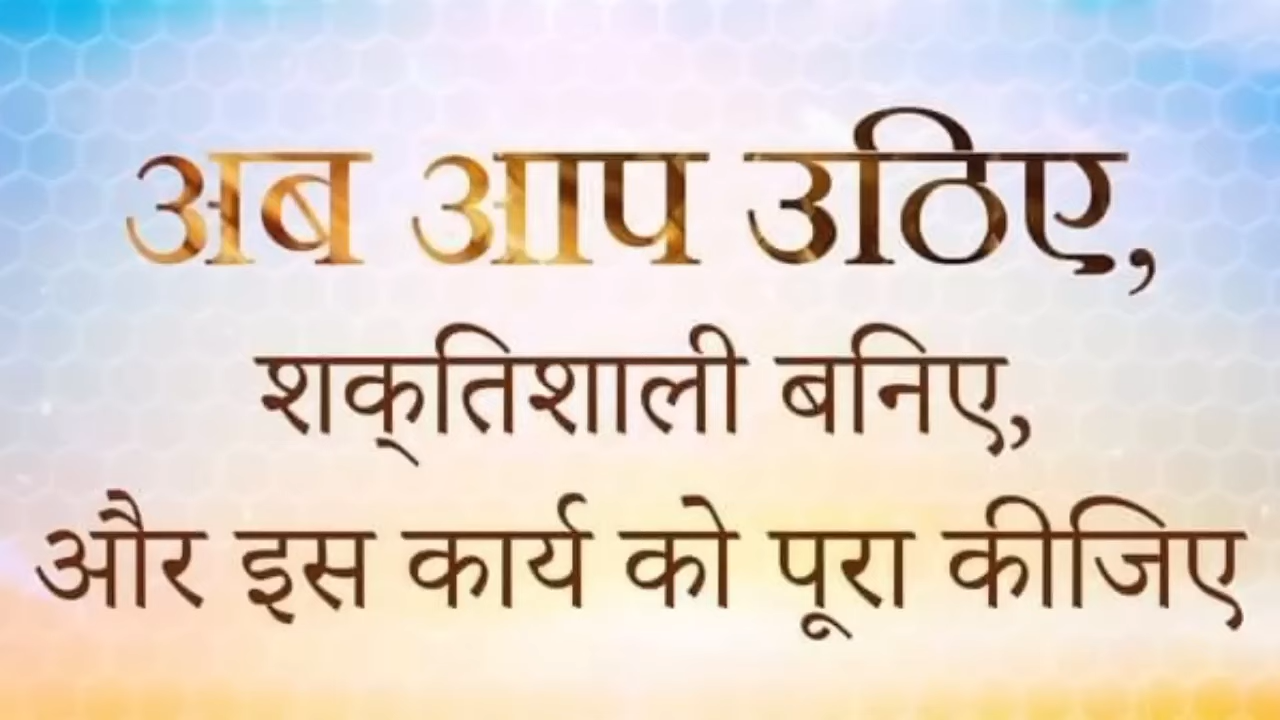 अब आप उठिए,
शक्‌तिशाली बनिए,
और इस कार्य को पूरा कीजिए